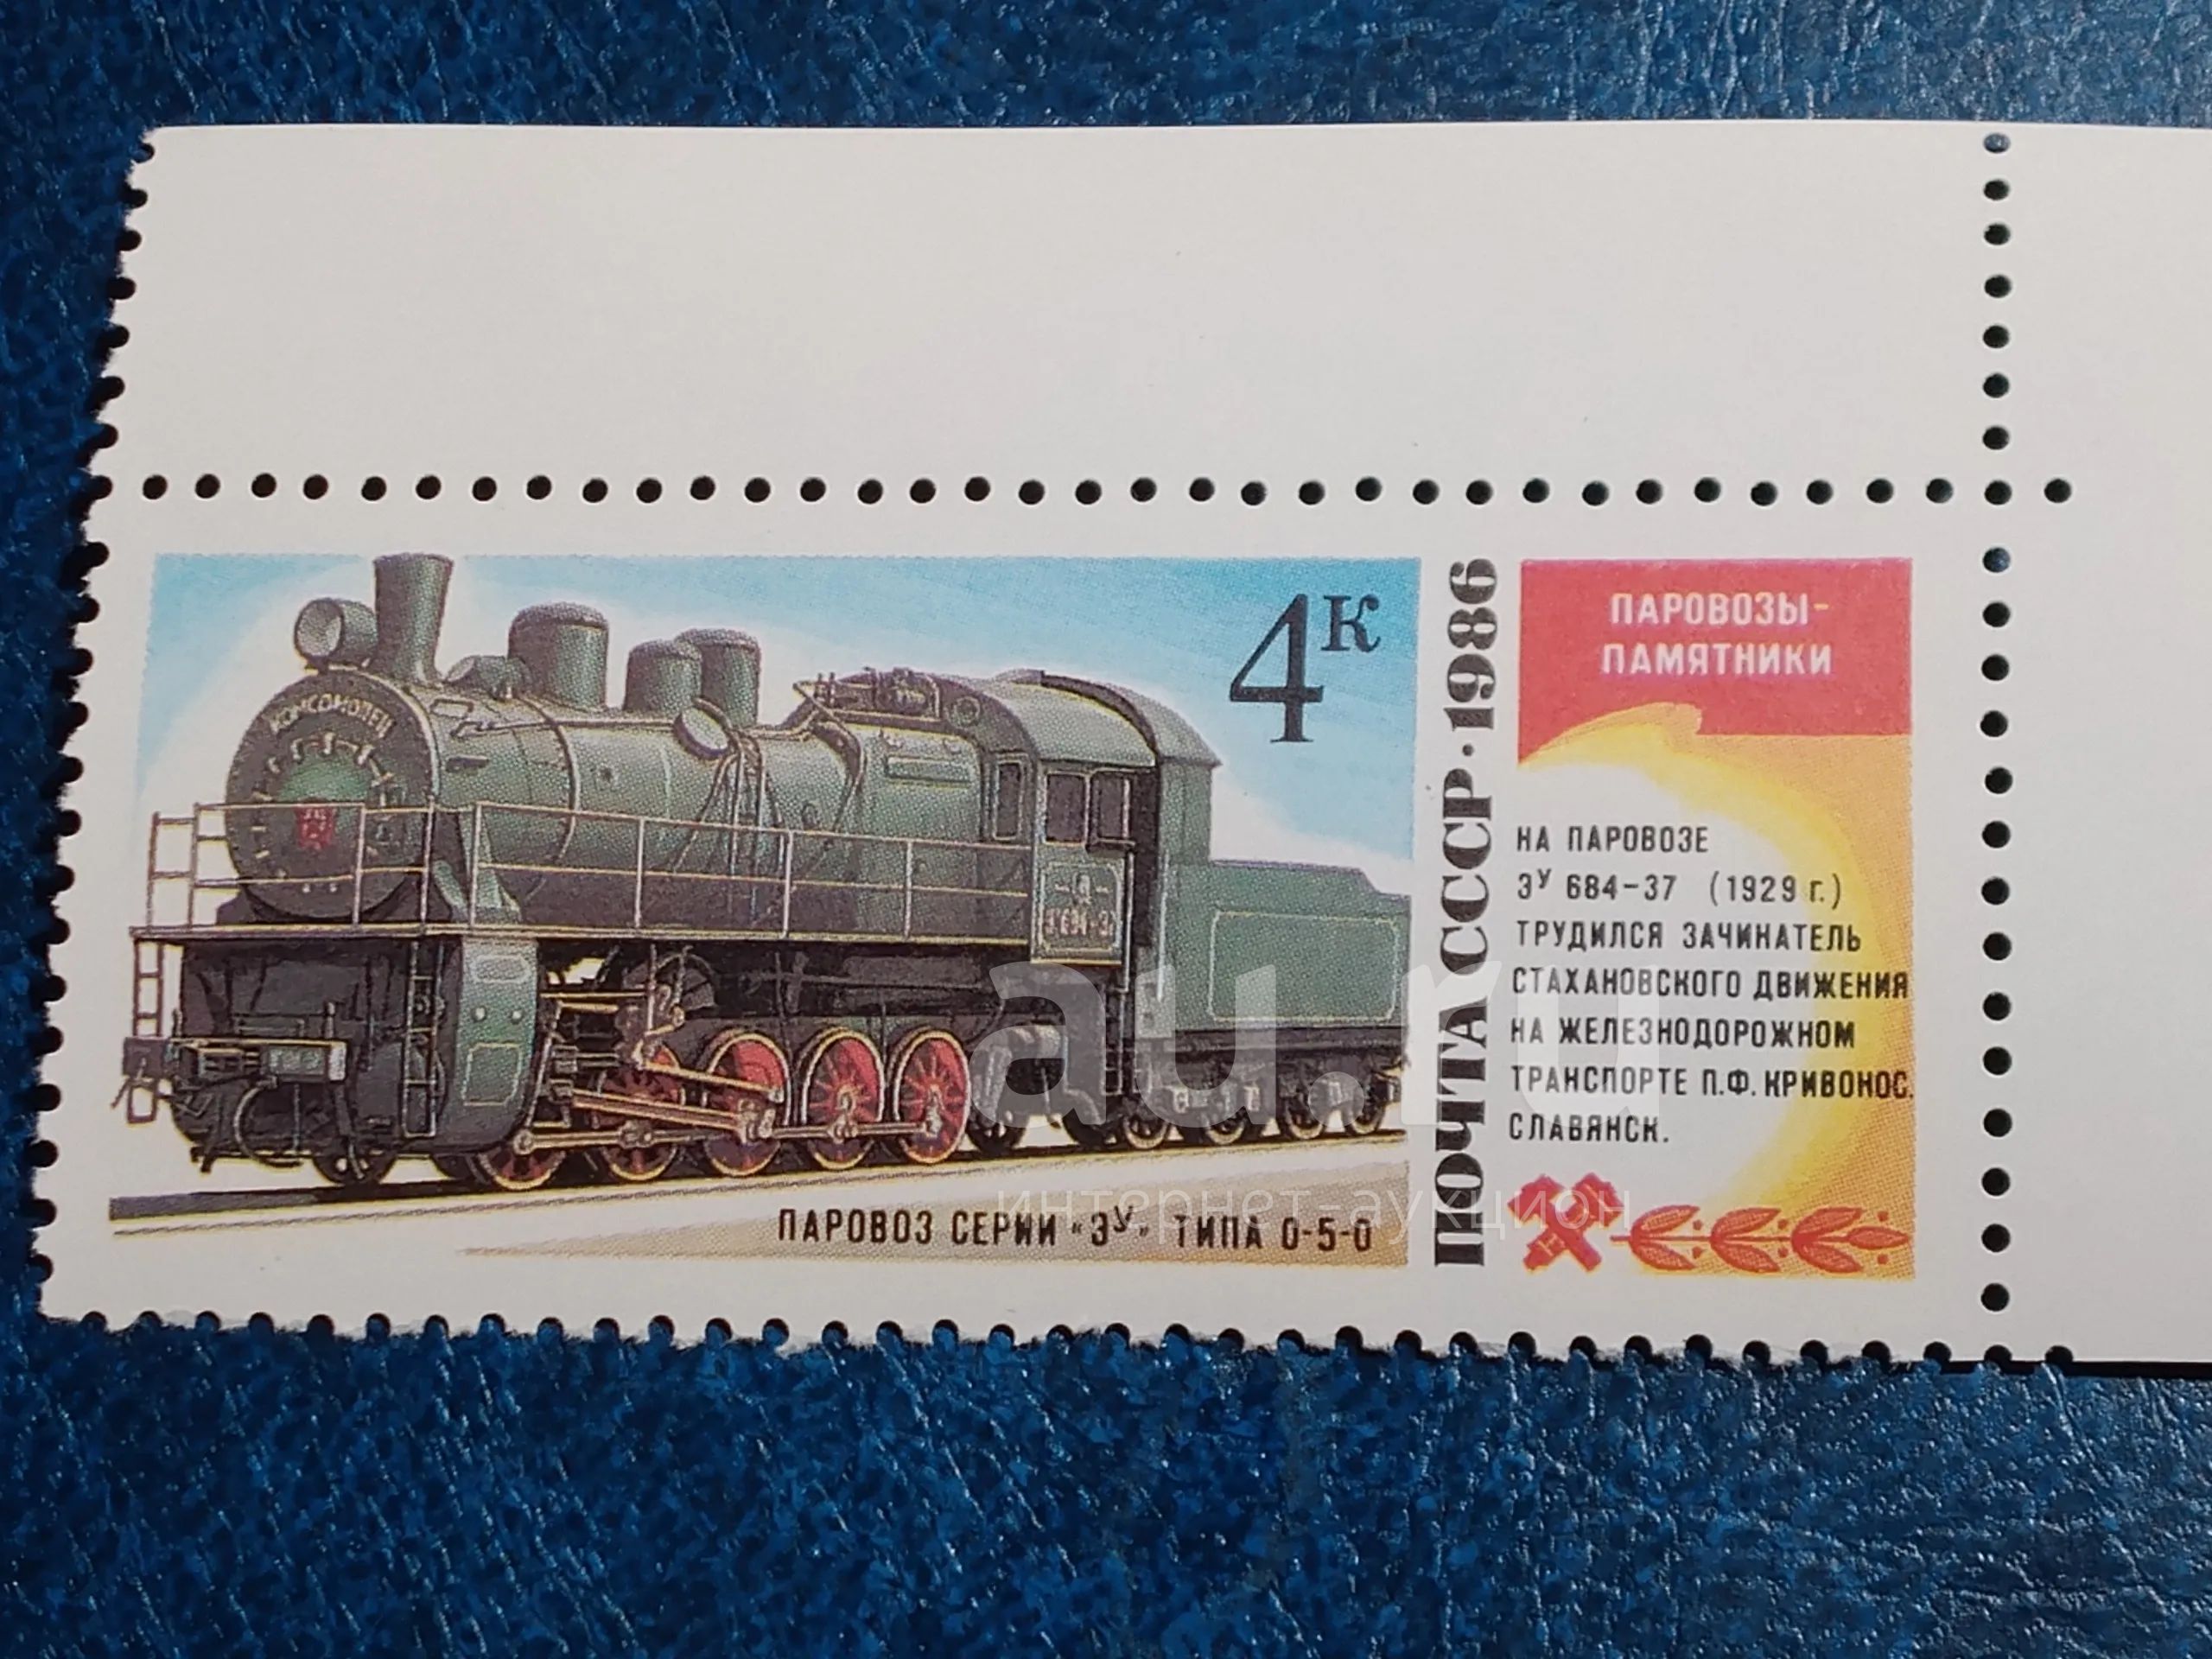 КОМСОМОЛЕЦ
4К
ПАРОВОЗ СЕРИИ «ЭУ» ТИПА 0-5-0
ПОЧТА СССР·1986
ПАРОВОЗЫ-
ПАМЯТНИКИ
НА ПАРОВОЗЕ
ЭУ 684-37 (1929 г.)
ТРУДИЛСЯ ЗАЧИНАТЕЛЬ
СТАХАНОВСКОГО ДВИЖЕНИЯ
НА ЖЕЛЕЗНОДОРОЖНОМ
ТРАНСПОРТЕ П.Ф. КРИВОНОС.
СЛАВЯНСК.
au.ru
интернет-аукцион